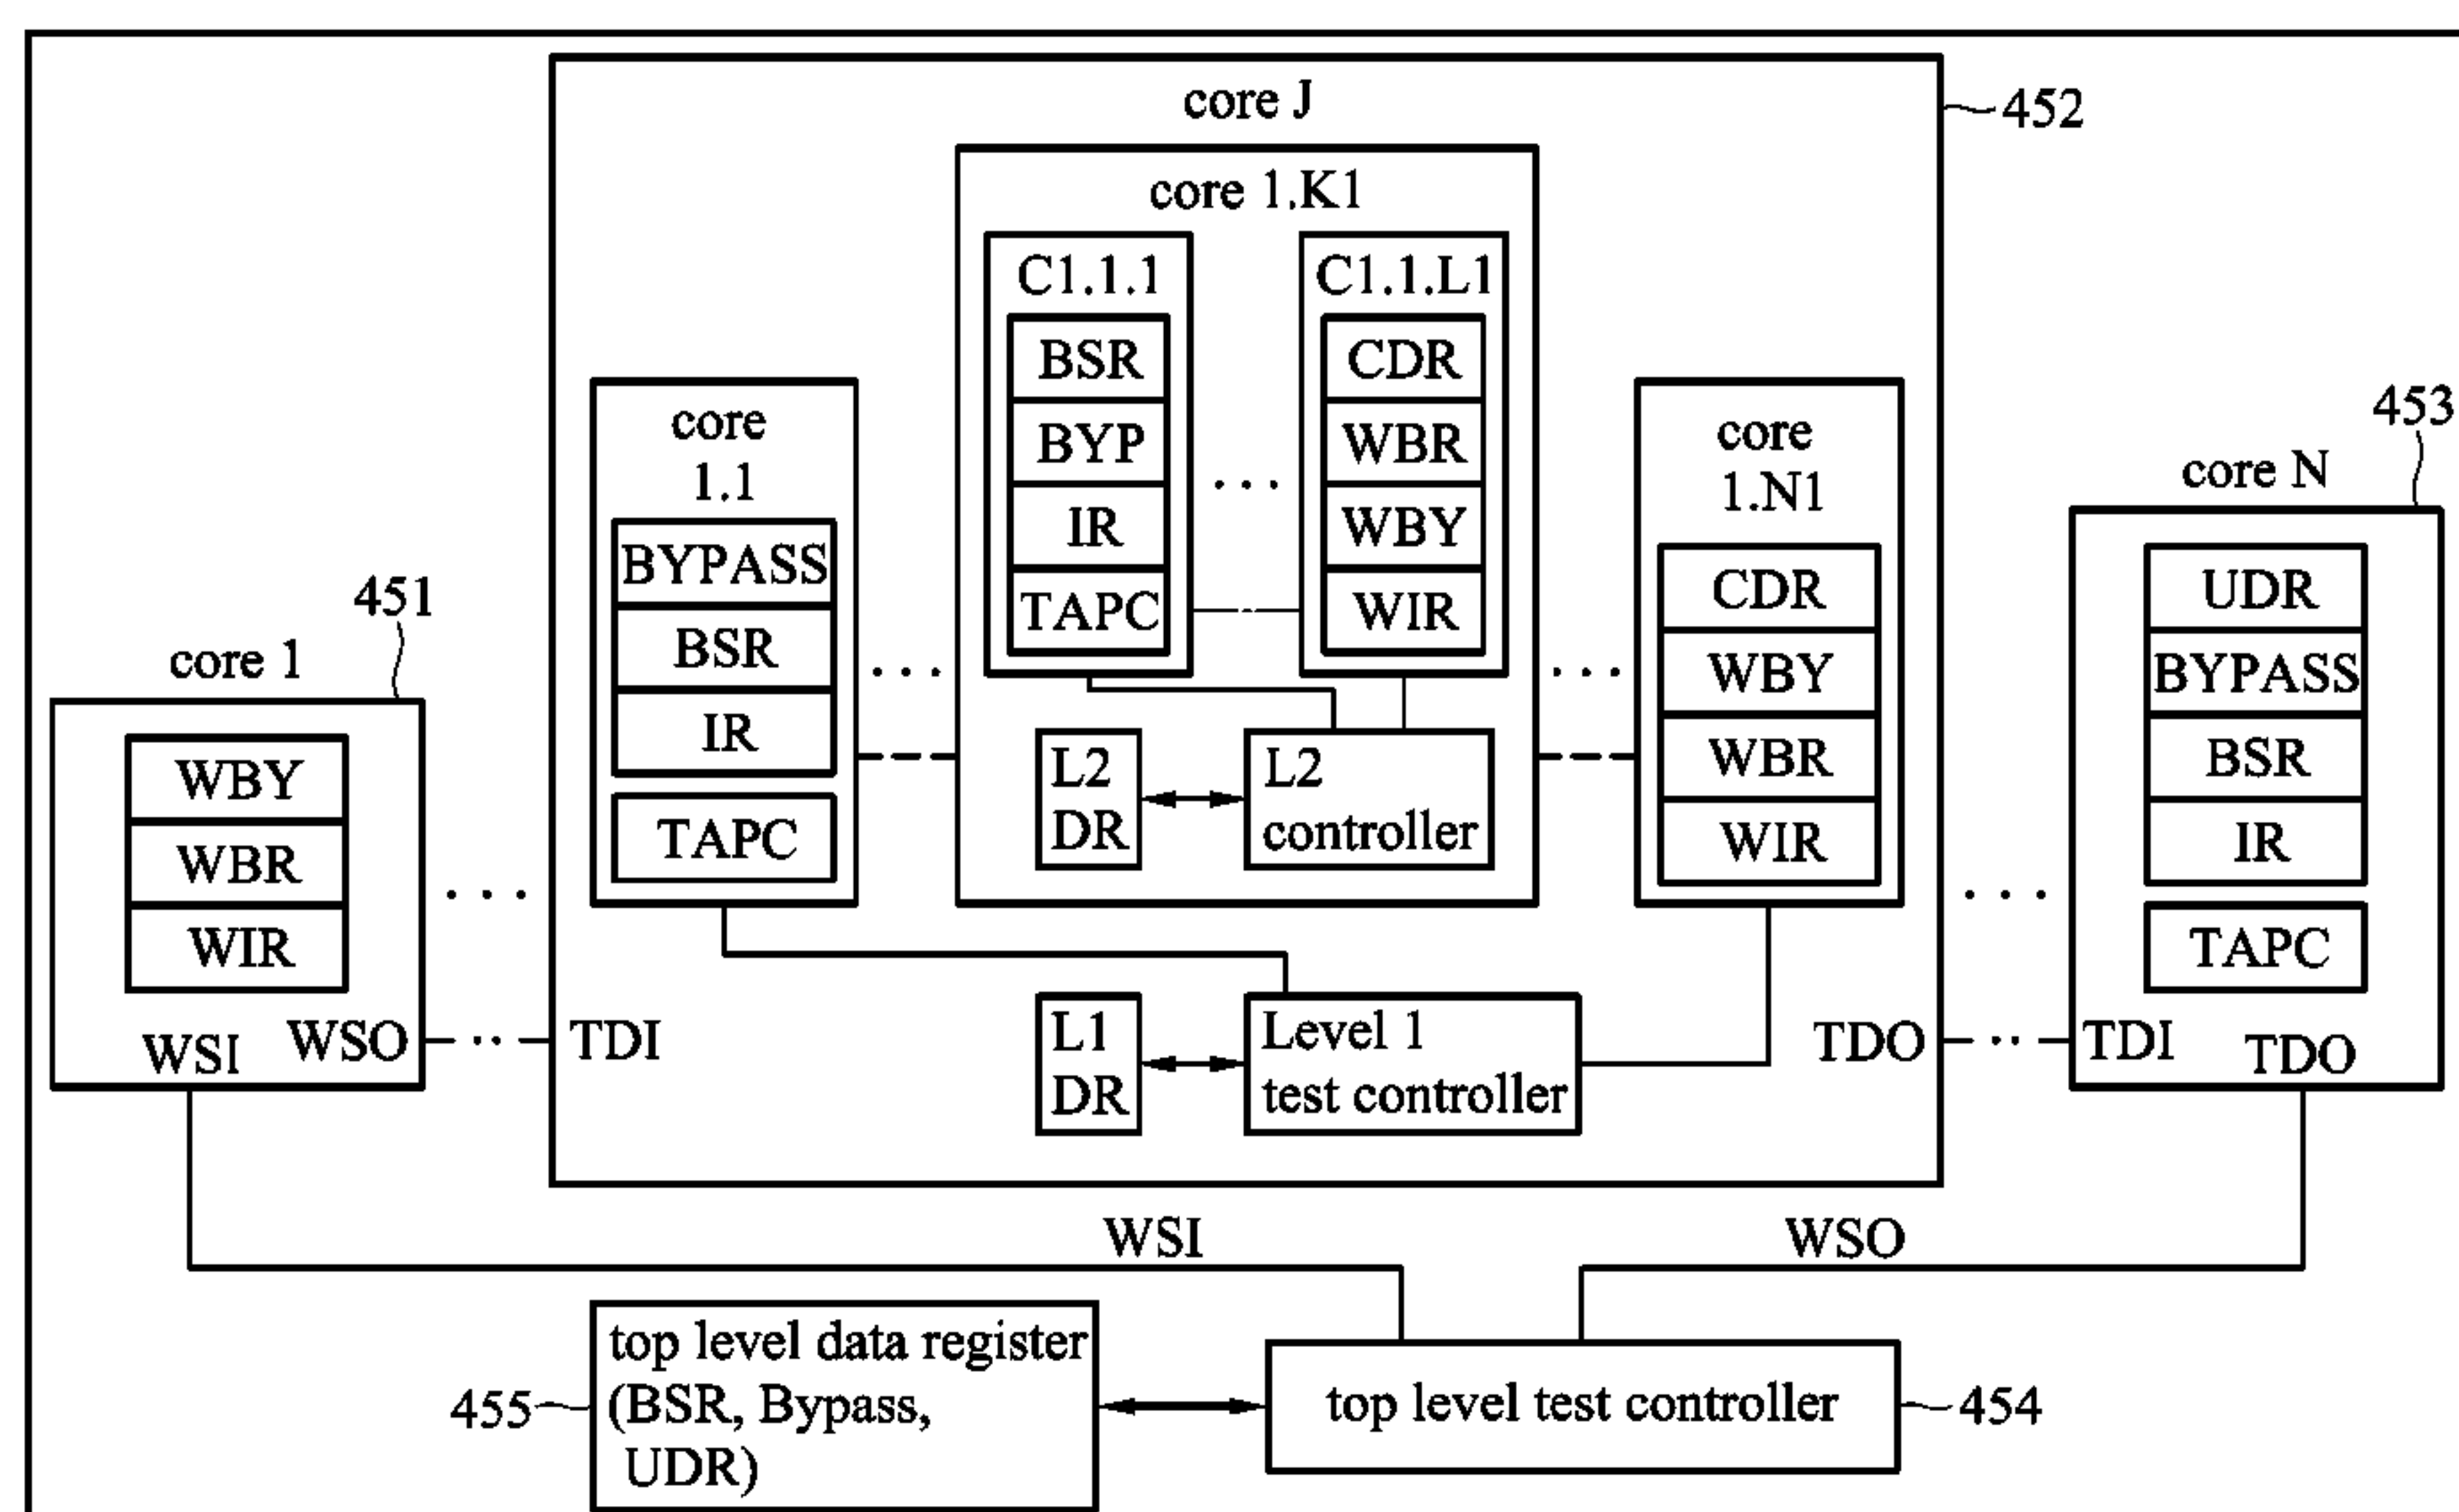 core J
452
core 1.K1
C1.1.1
BSR
BYP
IR
TAPC
. . .
C1.1.L1
CDR
WBR
WBY
WIR
core
1.1
BYPASS
BSR
IR
TAPC
. . .
L2
DR
L2
controller
. . .
core
1.N1
CDR
WBY
WBR
WIR
453
core N
UDR
BYPASS
BSR
IR
TAPC
TDI
TDO
451
core 1
WBY
WBR
WIR
WSI
WSO
. . .
TDI
L1
DR
Level 1
test controller
TDO
. . .
WSI
WSO
top level data register
(BSR, Bypass,
UDR)
455
top level test controller
454